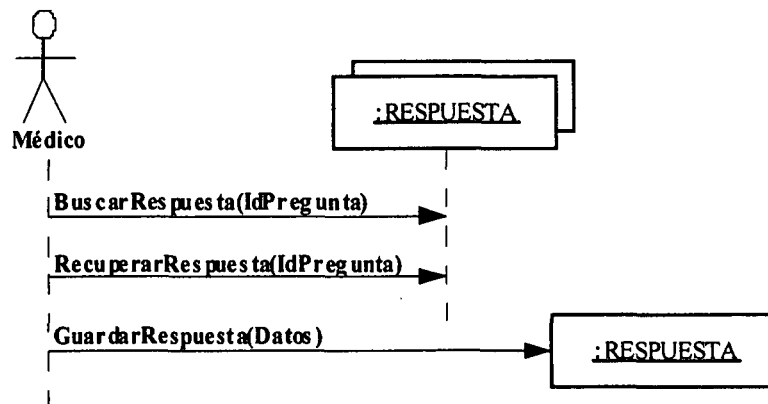 :RESPUESTA
Médico
BuscarRespuesta(IdPregunta)
RecuperarRespuesta(IdPregunta)
GuardarRespuesta(Datos)
:RESPUESTA